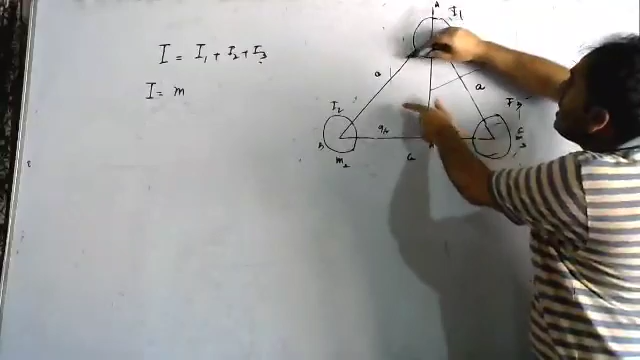 I = I₁ + I₂ + I₃
I = m
A
I₁
a
a
I₂
I₃
B
m₂
a/2
a